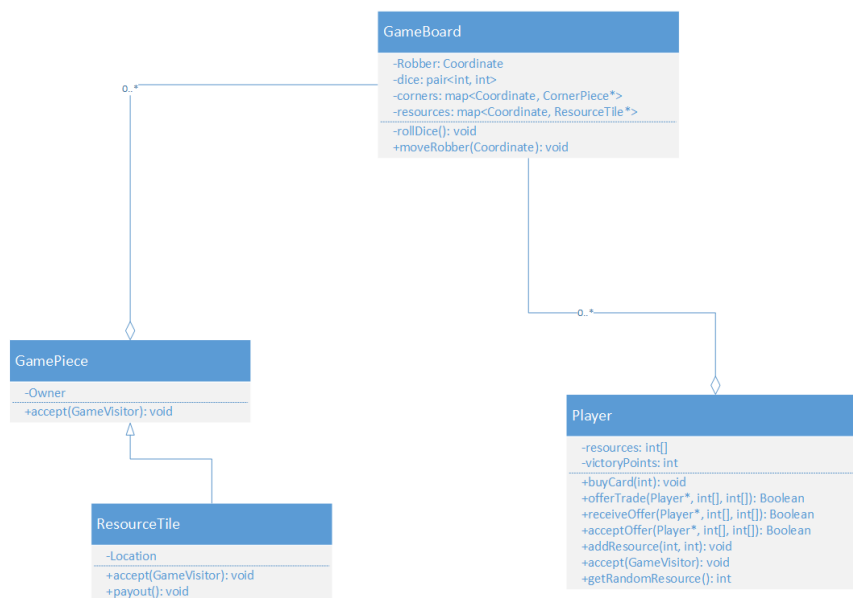 GameBoard
-Robber: Coordinate
-dice: pair<int, int>
-corners: map<Coordinate, CornerPiece*>
-resources: map<Coordinate, ResourceTIle*>
-rollDice(): void
+moveRobber(Coordinate): void
0..*
0..*
GamePiece
-Owner
+accept(GameVisitor): void
Player
-resources: int[]
-victoryPoints: int
+buyCard(int): void
+offerTrade(Player*, int[], int[]): Boolean
+receiveOffer(Player*, int[], int[]): Boolean
+acceptOffer(Player*, int[], int[]): Boolean
+addResource(int, int): void
+accept(GameVisitor): void
+getRandomResource(): int
ResourceTile
-Location
+accept(GameVisitor): void
+payout(): void